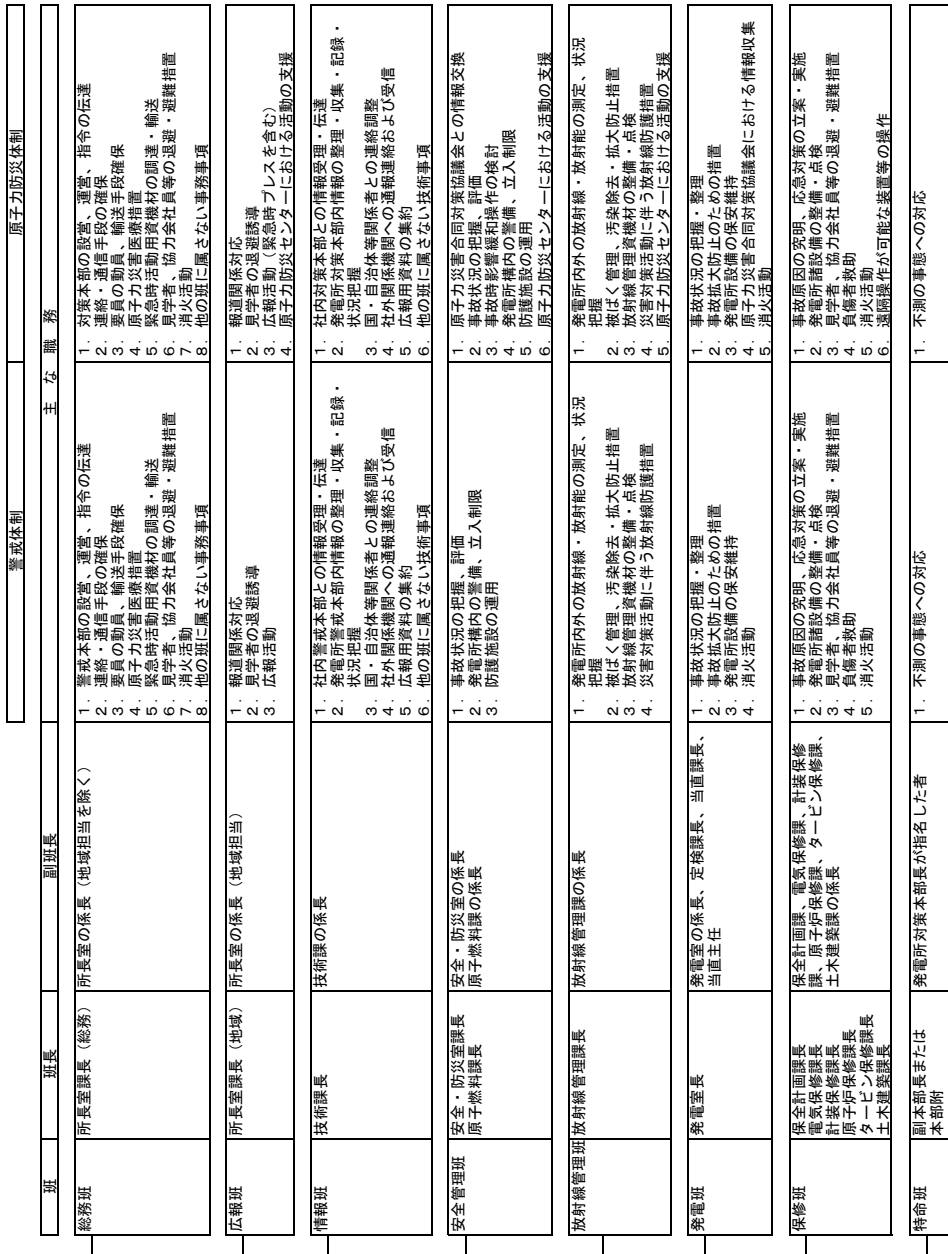 警戒体制
原子力防災体制
班
班長
副班長
主な職務
総務班
所長室課長（総務）
所長室の係長（地域担当を除く）
1．警戒本部の設営、運営、指令の伝達
2．連絡・通信手段の確保
3．要員の動員、輸送手段確保
4．原子力災害医療措置
5．緊急時活動用資機材の調達・輸送
6．見学者、協力会社員等の退避・避難措置
7．消火活動
8．他の班に属さない事務事項
1．対策本部の設営、運営、指令の伝達
2．連絡・通信手段の確保
3．要員の動員、輸送手段確保
4．原子力災害医療措置
5．緊急時活動用資機材の調達・輸送
6．見学者、協力会社員等の退避・避難措置
7．消火活動
8．他の班に属さない事務事項
広報班
所長室課長（地域）
所長室の係長（地域担当）
1．報道関係対応
2．見学者の退避誘導
3．広報活動
1．報道関係対応
2．見学者の退避誘導
3．広報活動（緊急時プレスを含む）
4．原子力防災センターにおける活動の支援
情報班
技術課長
技術課の係長
1．社内警戒本部との情報受理・伝達
2．発電所警戒本部内情報の整理・収集・記録・
状況把握
3．国・自治体等関係者との連絡調整
4．社外関係機関への通報連絡および受信
5．広報用資料の集約
6．他の班に属さない技術事項
1．社内対策本部との情報受理・伝達
2．発電所対策本部内情報の整理・収集・記録・
状況把握
3．国・自治体等関係者との連絡調整
4．社外関係機関への通報連絡および受信
5．広報用資料の集約
6．他の班に属さない技術事項
安全管理班
安全・防災室課長
原子燃料課長
安全・防災室の係長
原子燃料課の係長
1．事故状況の把握、評価
2．発電所構内の警備、立入制限
3．防護施設の運用
1．原子力災害合同対策協議会との情報交換
2．事故状況の把握、評価
3．事故時影響緩和操作の検討
4．発電所構内の警備、立入制限
5．防護施設の運用
6．原子力防災センターにおける活動の支援
放射線管理班
放射線管理課長
放射線管理課の係長
1．発電所内外の放射線・放射能の測定、状況
把握
2．被ばく管理、汚染除去・拡大防止措置
3．放射線管理資機材の整備・点検
4．災害対策活動に伴う放射線防護措置
1．発電所内外の放射線・放射能の測定、状況
把握
2．被ばく管理、汚染除去・拡大防止措置
3．放射線管理資機材の整備・点検
4．災害対策活動に伴う放射線防護措置
5．原子力防災センターにおける活動の支援
発電班
発電室長
発電室の係長、定検課長、当直課長、
当直主任
1．事故状況の把握・整理
2．事故拡大防止のための措置
3．発電所設備の保安維持
4．消火活動
1．事故状況の把握・整理
2．事故拡大防止のための措置
3．発電所設備の保安維持
4．原子力災害合同対策協議会における情報収集
5．消火活動
保修班
保全計画課長
電気保修課長
計装保修課長
原子炉保修課長
タービン保修課長
土木建築課長
保全計画課、電気保修課、計装保修
課、原子炉保修課、タービン保修課、
土木建築課の係長
1．事故原因の究明、応急対策の立案・実施
2．発電所諸設備の整備・点検
3．見学者、協力会社員等の退避・避難措置
4．負傷者救助
5．消火活動
1．事故原因の究明、応急対策の立案・実施
2．発電所諸設備の整備・点検
3．見学者、協力会社員等の退避・避難措置
4．負傷者救助
5．消火活動
6．遠隔操作が可能な装置等の操作
特命班
副本部長または
本部附
発電所対策本部長が指名した者
1．不測の事態への対応
1．不測の事態への対応